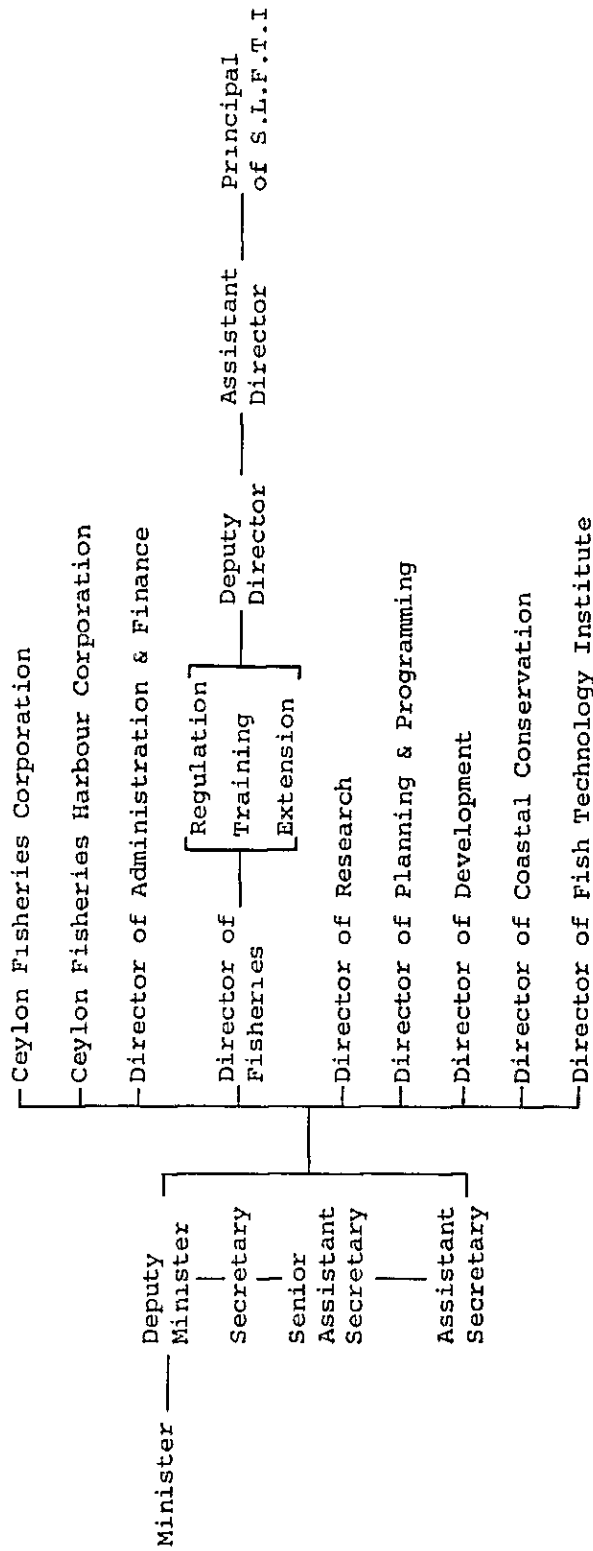 Minister
Deputy
Minister
Secretary
Senior
Assistant
Secretary
Assistant
Secretary
Ceylon Fisheries Corporation
Ceylon Fisheries Harbour Corporation
Director of Administration & Finance
Director of
Fisheries
Regulation
Training
Extension
Deputy
Director
Assistant
Director
Principal
of S.L.F.T.I
Director of Research
Director of Planning & Programming
Director of Development
Director of Coastal Conservation
Director of Fish Technology Institute